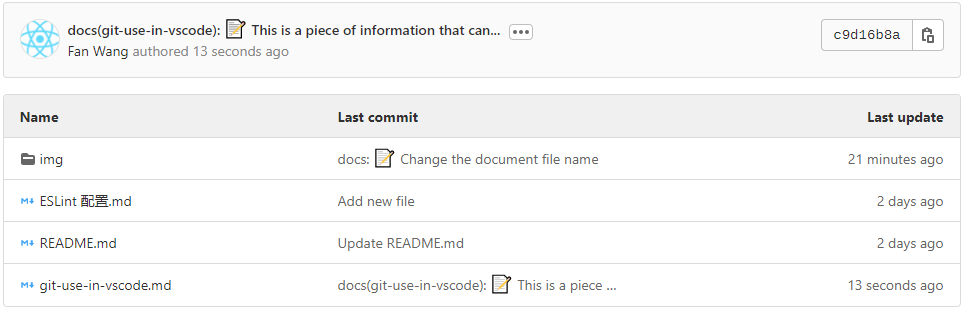 docs(git-use-in-vscode): 📝 This is a piece of information that can... •••
Fan Wang authored 13 seconds ago
c9d16b8a
Name Last commit Last update
img docs: 📝 Change the document file name 21 minutes ago
ESLint 配置.md Add new file 2 days ago
README.md Update README.md 2 days ago
git-use-in-vscode.md docs(git-use-in-vscode): 📝 This is a piece ... 13 seconds ago